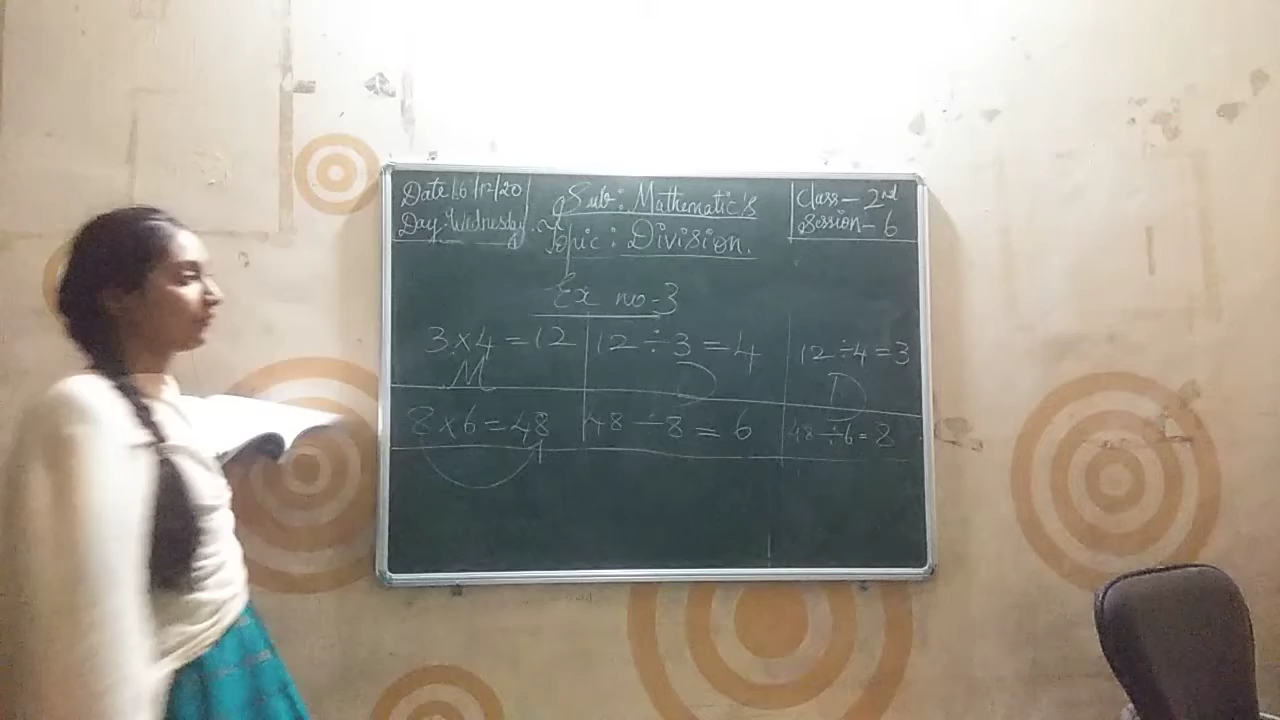 Date 16/12/20
Day. Wednesday.
Sub: Mathematic's
Topic: Division.
Class- 2nd
Session- 6
Ex no-3
3×4=12 12÷3=4 12÷4=3
M D D
8×6=48 48÷8=6 48÷6=8